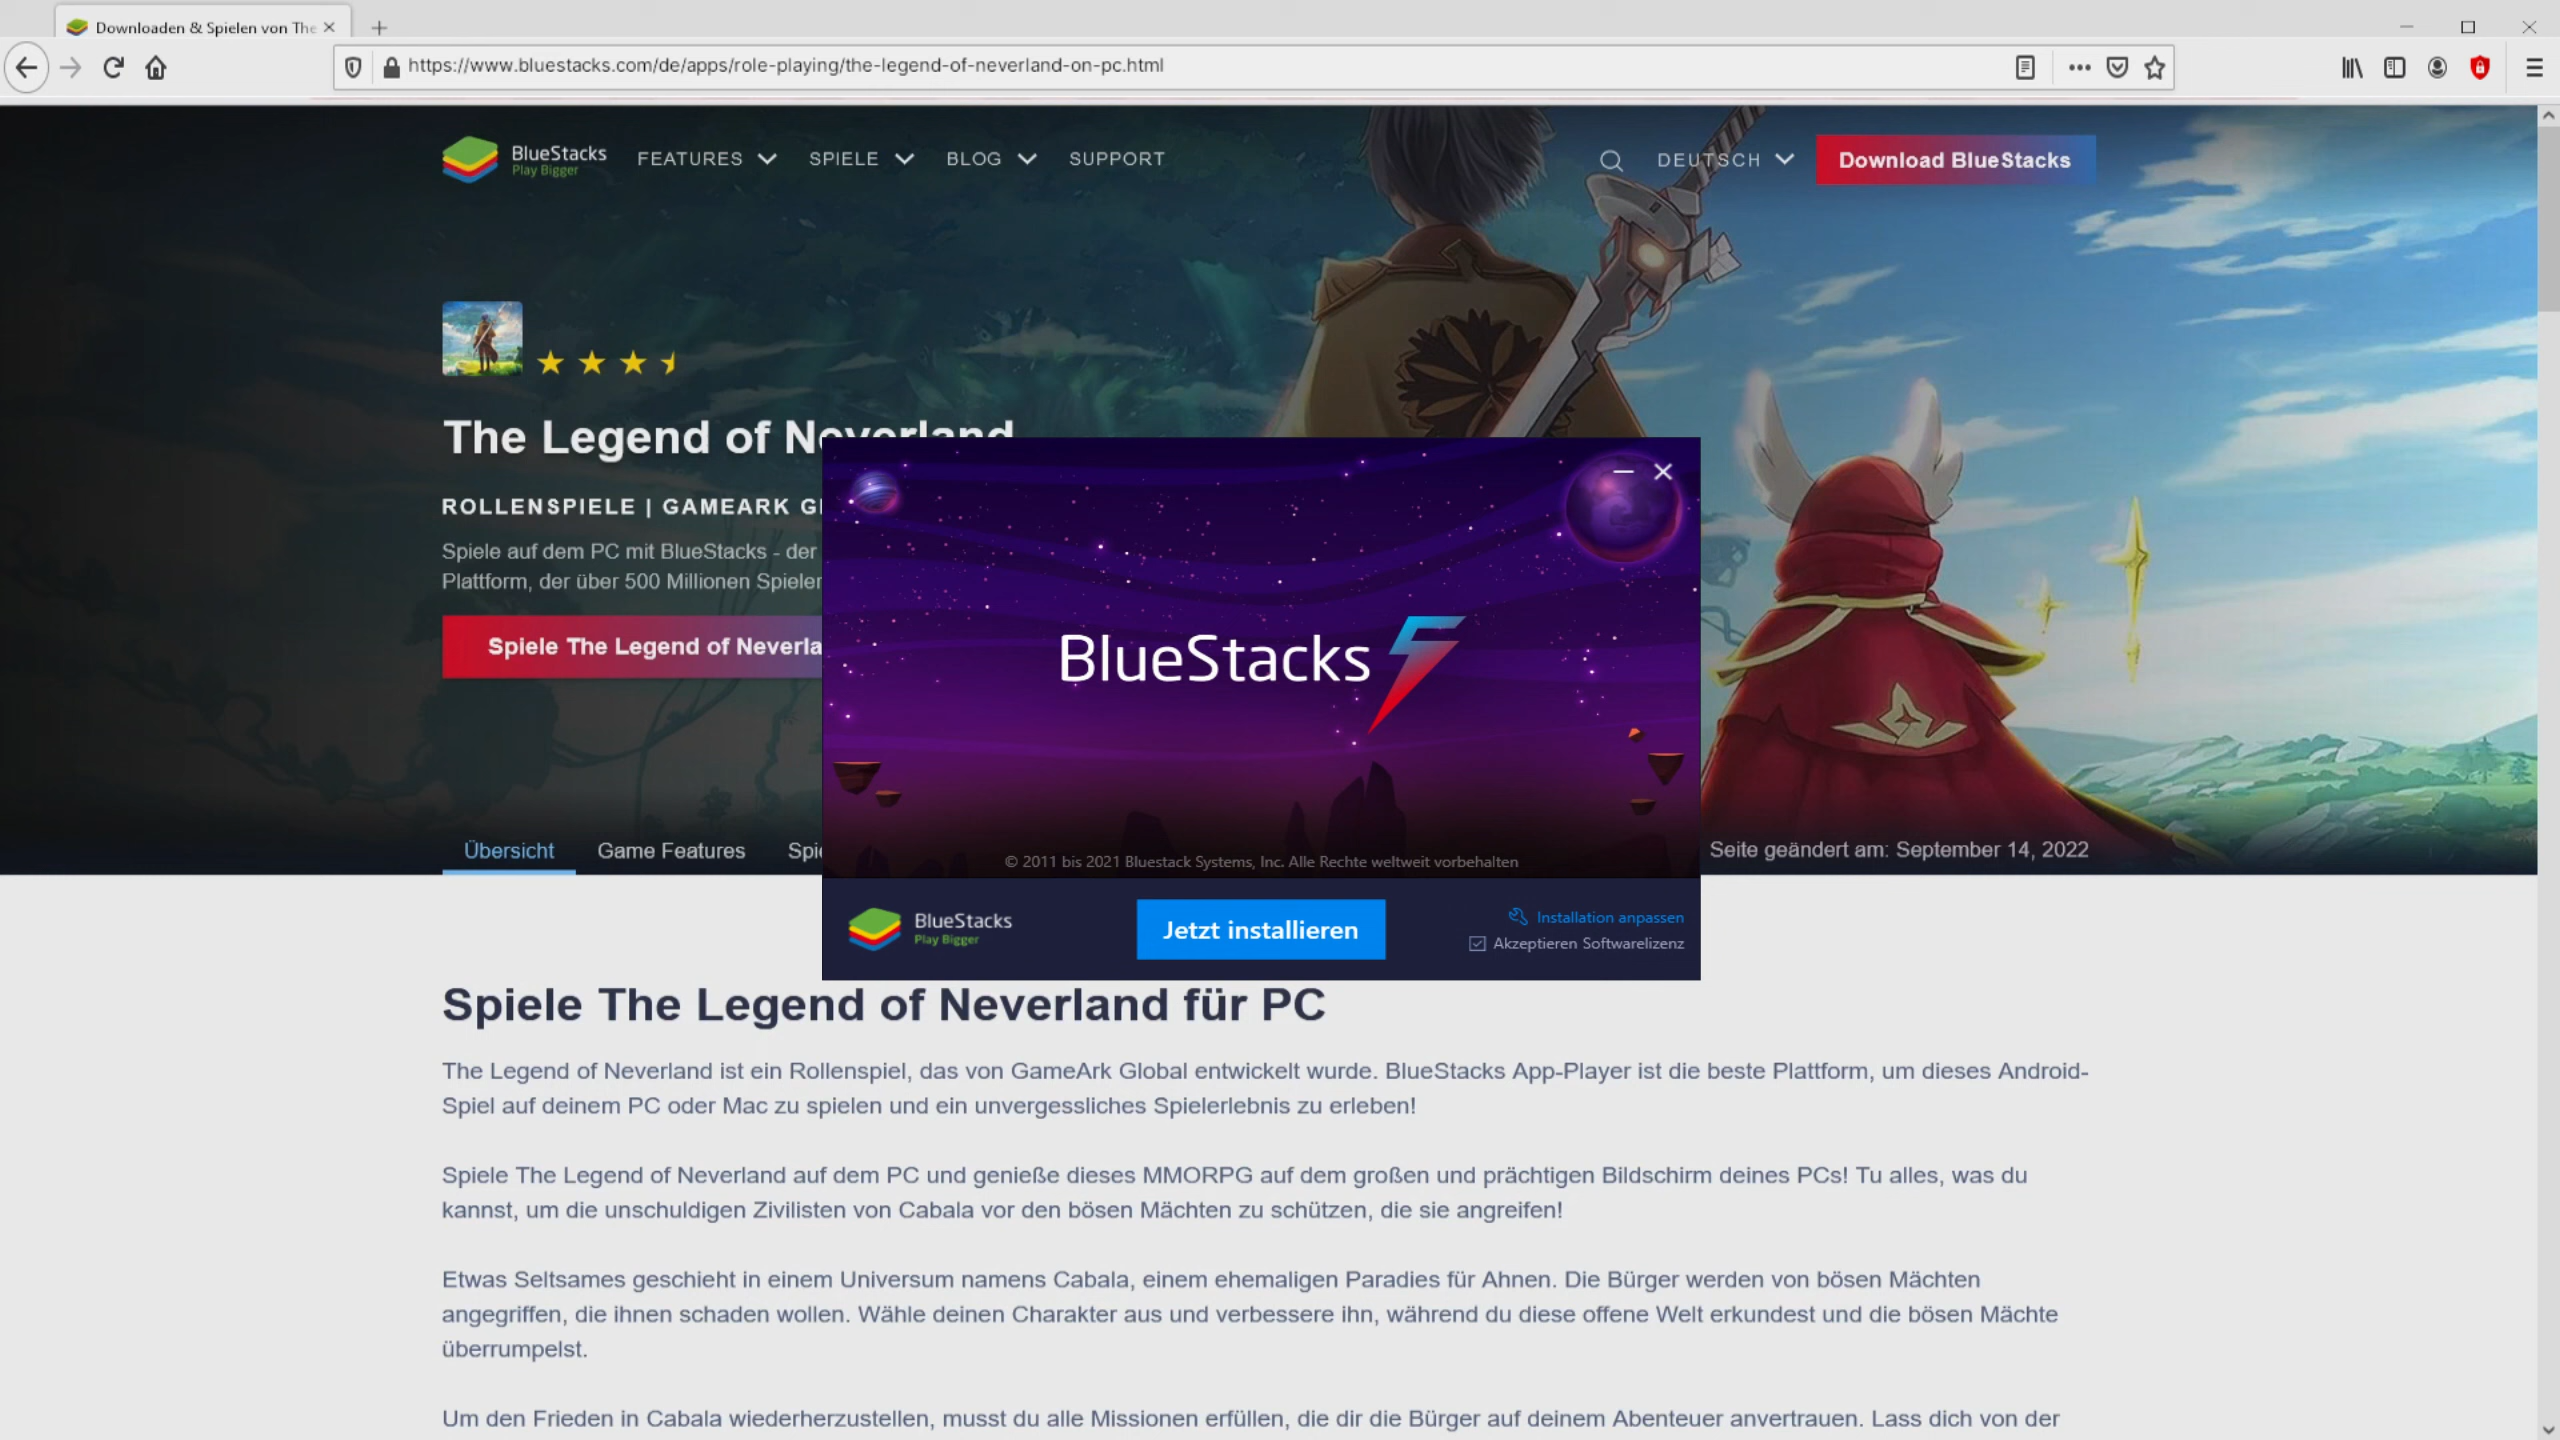 Downloaden & Spielen von The
https://www.bluestacks.com/de/apps/role-playing/the-legend-of-neverland-on-pc.html
BlueStacks
Play Bigger
FEATURES
SPIELE
BLOG
SUPPORT
DEUTSCH
Download BlueStacks
The Legend of Neverland
ROLLENSPIELE | GAMEARK
Spiele auf dem PC mit BlueStacks - der
Plattform, der über 500 Millionen Spieler
Spiele The Legend of Neverla
BlueStacks 5
© 2011 bis 2021 Bluestack Systems, Inc. Alle Rechte weltweit vorbehalten
Übersicht
Game Features
Spi
Seite geändert am: September 14, 2022
BlueStacks
Play Bigger
Jetzt installieren
Installation anpassen
Akzeptieren Softwarelizenz
Spiele The Legend of Neverland für PC
The Legend of Neverland ist ein Rollenspiel, das von GameArk Global entwickelt wurde. BlueStacks App-Player ist die beste Plattform, um dieses Android-
Spiel auf deinem PC oder Mac zu spielen und ein unvergessliches Spielerlebnis zu erleben!
Spiele The Legend of Neverland auf dem PC und genieße dieses MMORPG auf dem großen und prächtigen Bildschirm deines PCs! Tu alles, was du
kannst, um die unschuldigen Zivilisten von Cabala vor den bösen Mächten zu schützen, die sie angreifen!
Etwas Seltsames geschieht in einem Universum namens Cabala, einem ehemaligen Paradies für Ahnen. Die Bürger werden von bösen Mächten
angegriffen, die ihnen schaden wollen. Wähle deinen Charakter aus und verbessere ihn, während du diese offene Welt erkundest und die bösen Mächte
überrumpelst.
Um den Frieden in Cabala wiederherzustellen, musst du alle Missionen erfüllen, die dir die Bürger auf deinem Abenteuer anvertrauen. Lass dich von der